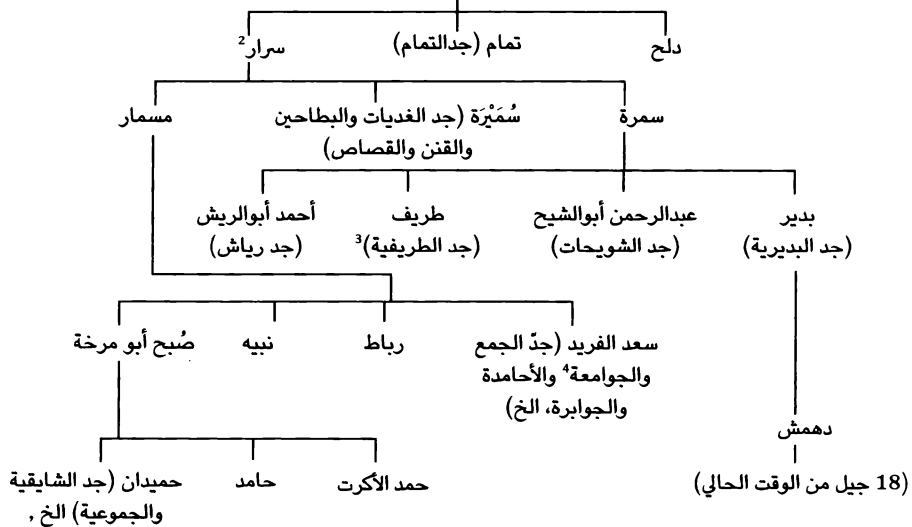 دلح
تمام (جدالتمام)
سرار²
سمرة
سُمَيْرَة (جد الغديات والبطاحين
والقنن والقصاص)
مسمار
بدير
(جد البديرية)
عبدالرحمن أبوالشيح
(جد الشويحات)
طريف
(جد الطريفية)³
أحمد أبوالريش
(جد رياش)
سعد الفريد (جدّ الجمع
والجوامعة⁴ والأحامدة
والجوابرة، الخ)
رباط
نبيه
صُبح أبو مرخة
دهمش
(18 جيل من الوقت الحالي)
حمد الأكرت
حامد
حميدان (جد الشايقية
والجموعية) الخ ,